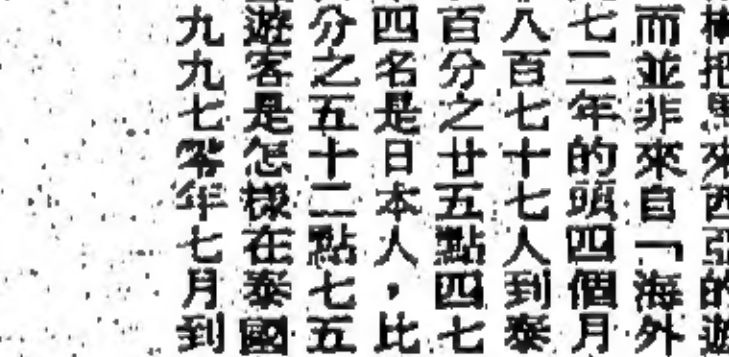 把馬來西亞的遊
而並非來自「海外
七二年的頭四個月
八百七十七人到泰
百分之廿五點四七
四名是日本人，比
分之五十二點七五
遊客是怎樣在泰國
九九七零年七月到